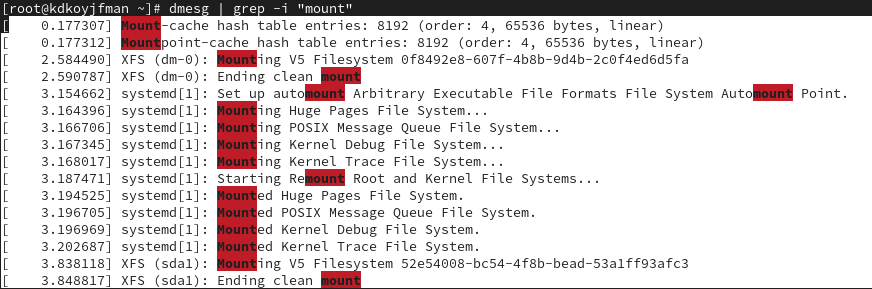 [root@kdkoyjfman ~]# dmesg | grep -i "mount"
[    0.177307] Mount-cache hash table entries: 8192 (order: 4, 65536 bytes, linear)
[    0.177312] Mountpoint-cache hash table entries: 8192 (order: 4, 65536 bytes, linear)
[    2.584490] XFS (dm-0): Mounting V5 Filesystem 0f8492e8-607f-4b8b-9d4b-2c0f4ed6d5fa
[    2.590787] XFS (dm-0): Ending clean mount
[    3.154662] systemd[1]: Set up automount Arbitrary Executable File Formats File System Automount Point.
[    3.164396] systemd[1]: Mounting Huge Pages File System...
[    3.166706] systemd[1]: Mounting POSIX Message Queue File System...
[    3.167345] systemd[1]: Mounting Kernel Debug File System...
[    3.168017] systemd[1]: Mounting Kernel Trace File System...
[    3.187471] systemd[1]: Starting Remount Root and Kernel File Systems...
[    3.194525] systemd[1]: Mounted Huge Pages File System.
[    3.196705] systemd[1]: Mounted POSIX Message Queue File System.
[    3.196969] systemd[1]: Mounted Kernel Debug File System.
[    3.202687] systemd[1]: Mounted Kernel Trace File System.
[    3.838118] XFS (sda1): Mounting V5 Filesystem 52e54008-bc54-4f8b-bead-53a1ff93afc3
[    3.848817] XFS (sda1): Ending clean mount